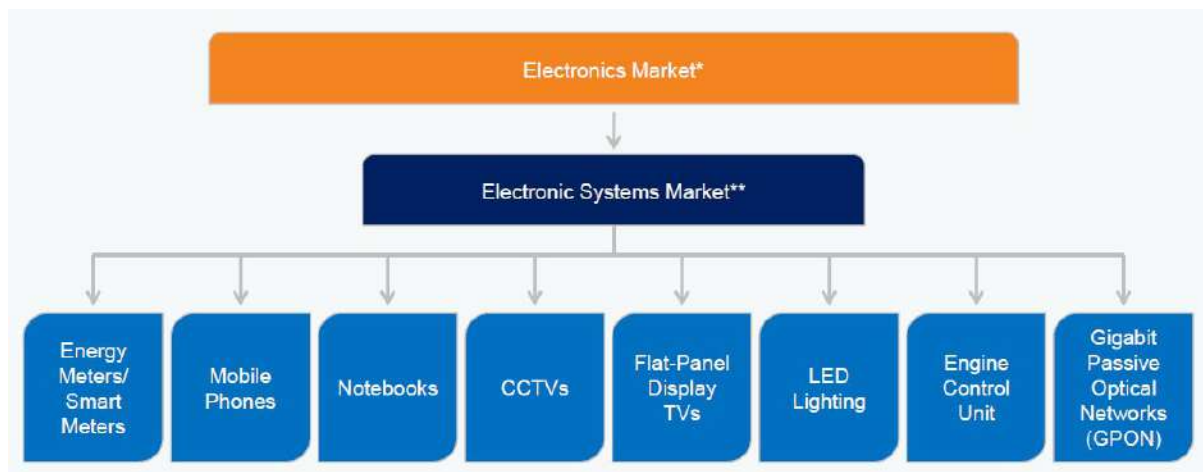 Electronics Market*
Electronic Systems Market**
Energy
Meters/
Smart
Meters
Mobile
Phones
Notebooks
CCTVs
Flat-Panel
Display
TVs
LED
Lighting
Engine
Control
Unit
Gigabit
Passive
Optical
Networks
(GPON)